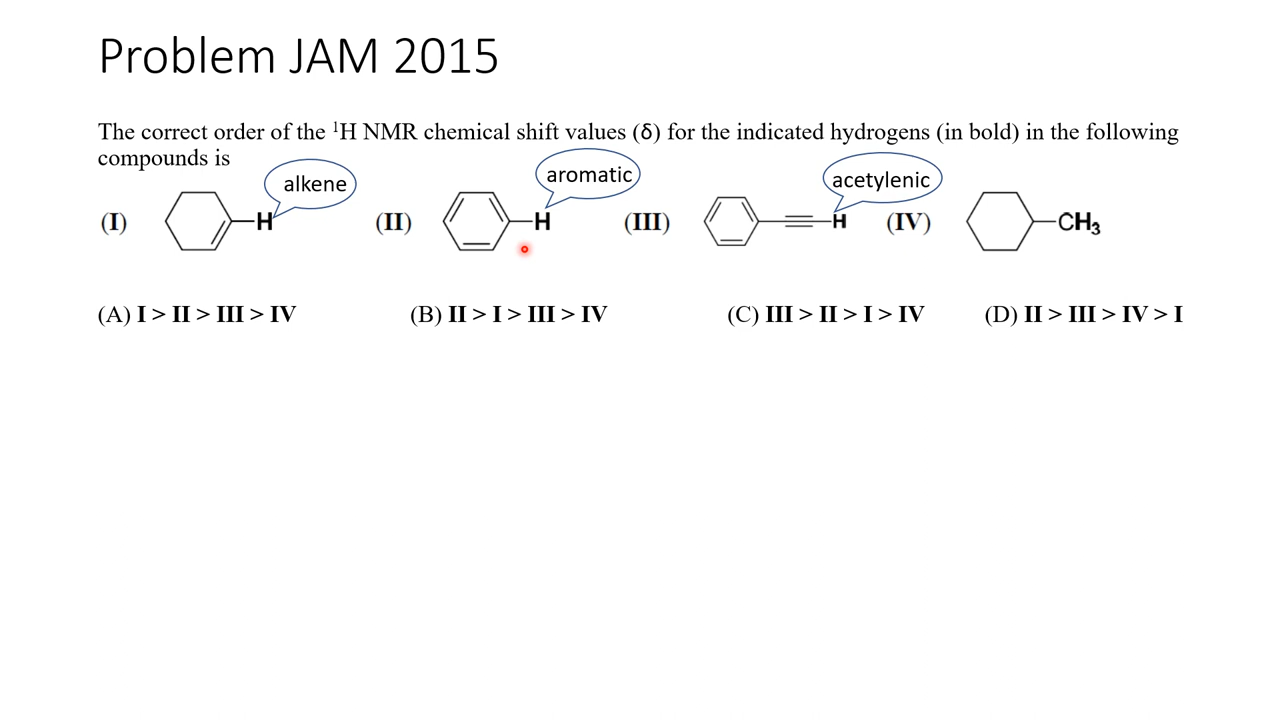 Problem JAM 2015
The correct order of the ¹H NMR chemical shift values (δ) for the indicated hydrogens (in bold) in the following
compounds is
alkene
aromatic
acetylenic
(I) H (II) H (III) H (IV) CH₃
(A) I > II > III > IV (B) II > I > III > IV (C) III > II > I > IV (D) II > III > IV > I